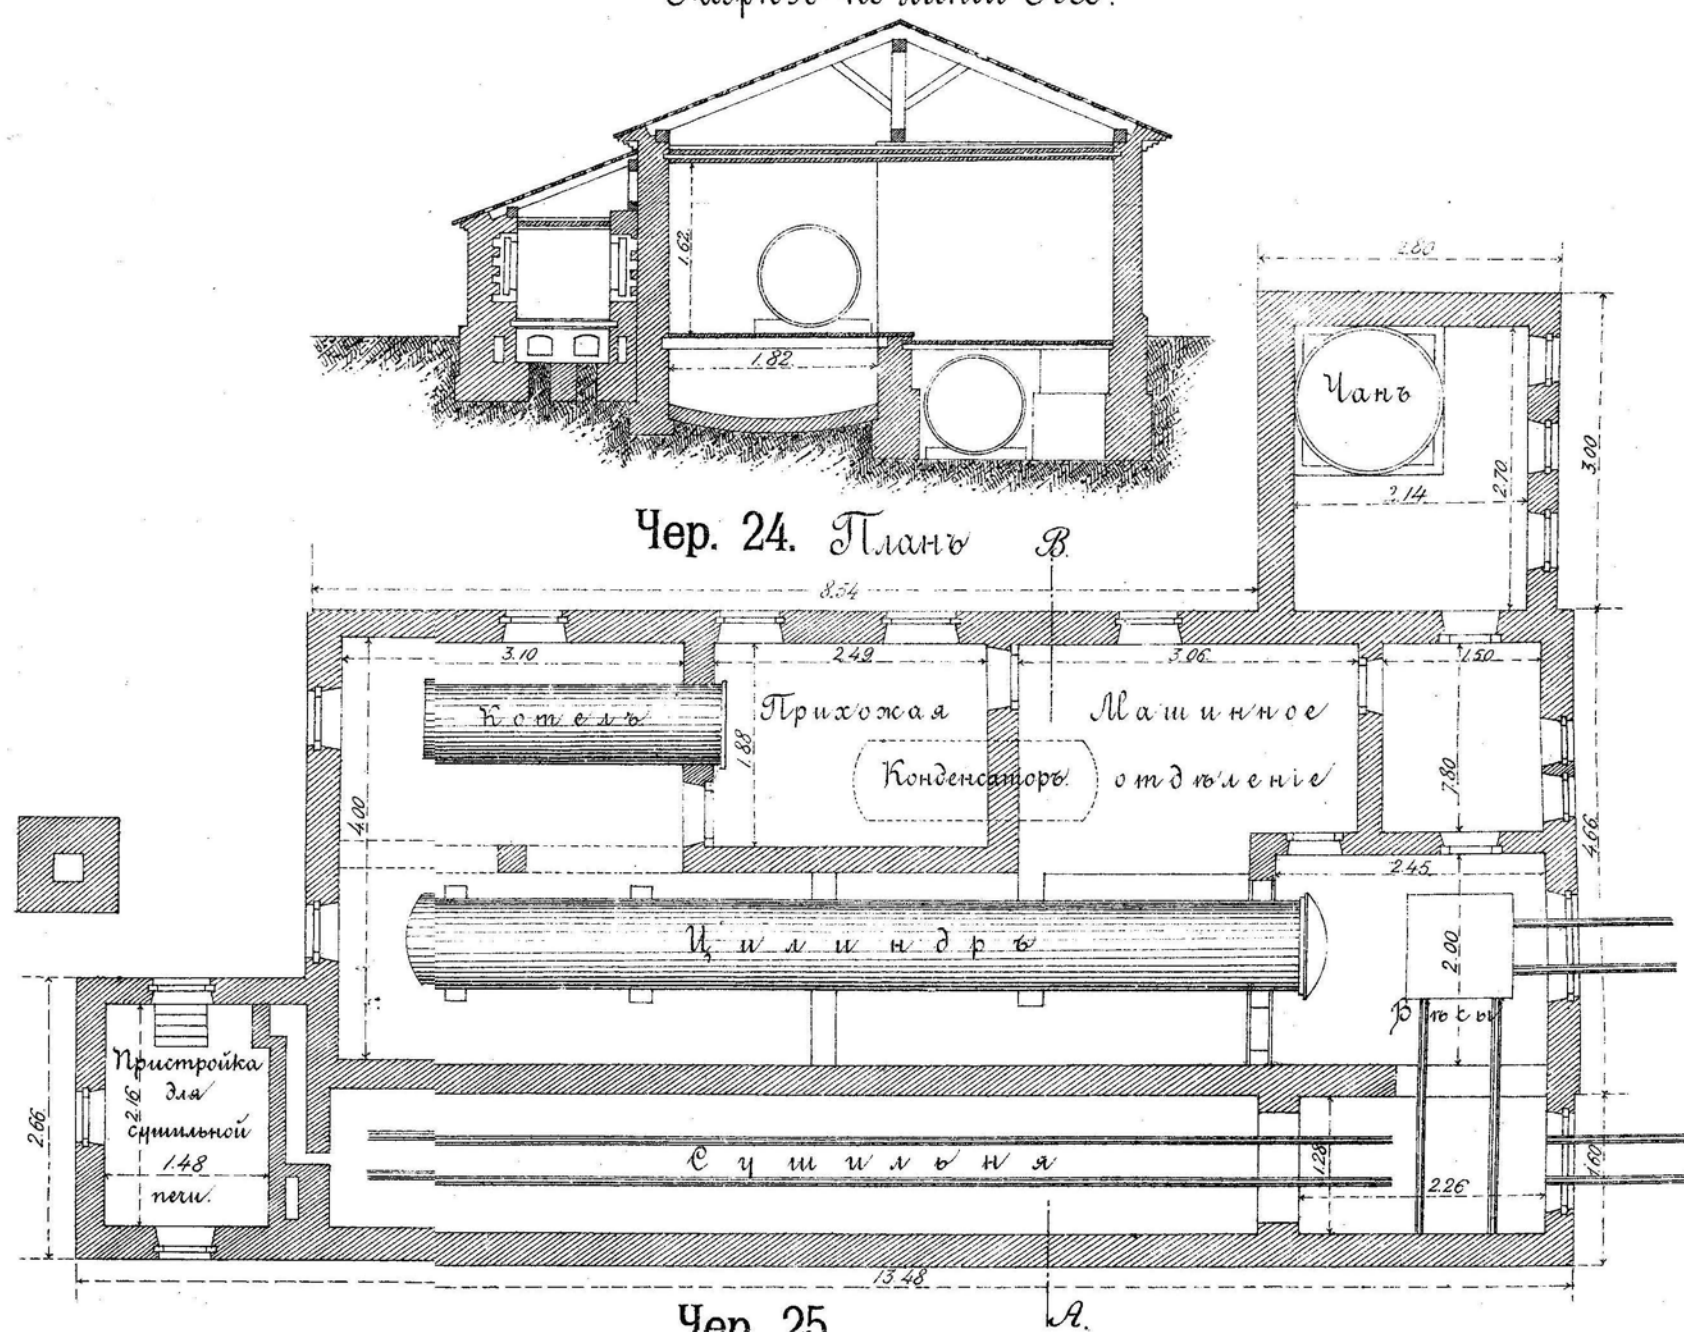 по линіи
1.62
1.82
2.80
Чанъ
2.14
2.70
3.00
Чер. 24. Планъ
В.
8.54
3.10
2.49
3.06.
1.50
Котелъ
Прихожая
Машинное
1.88
Конденсаторъ.
отдѣленіе
4.00
4.66
2.45
Цилиндръ
2.00
Вѣсы
Пристройка
для
2.16
сушильной
1.48
печи.
2.66.
Сушильня
1.28
2.26
1.60
13.48
Чер. 25
А.